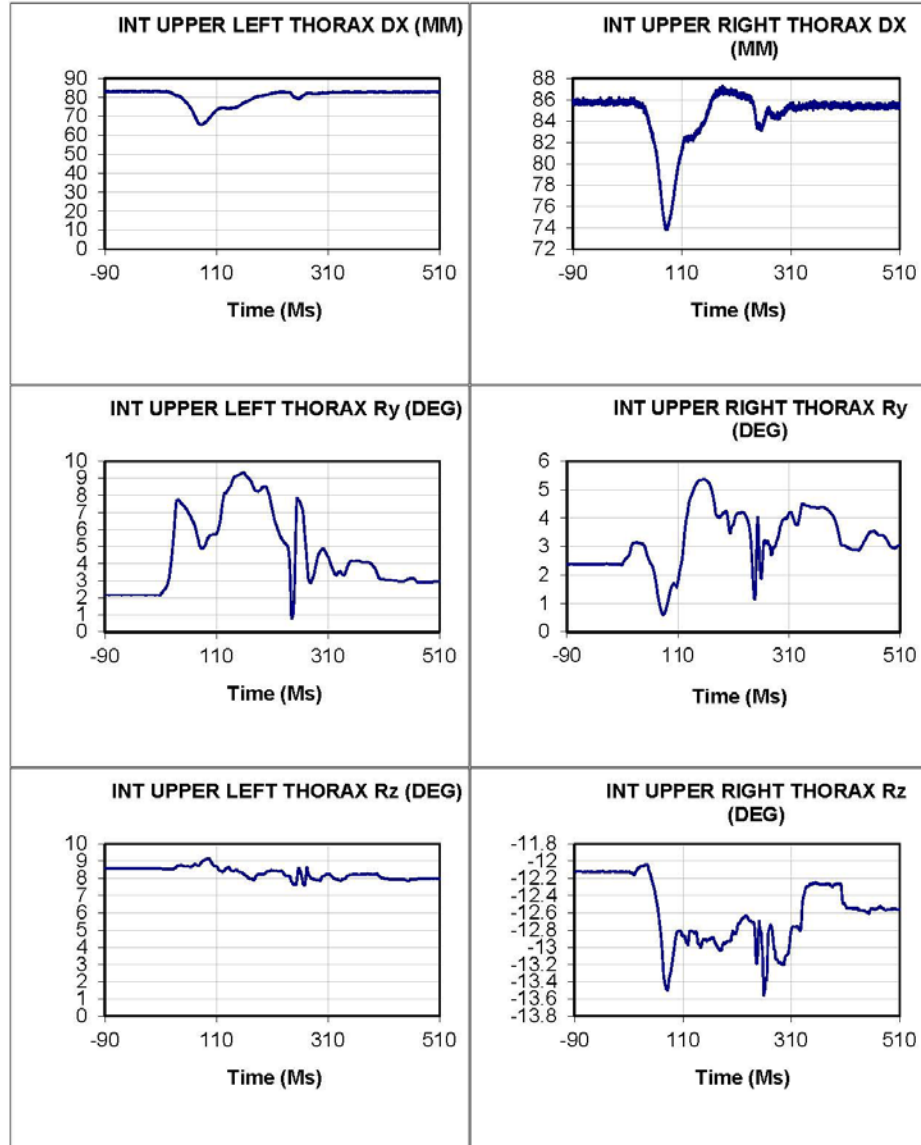 INT UPPER LEFT THORAX DX (MM)
90
80
70
60
50
40
30
20
10
0
-90 110 310 510
Time (Ms)
INT UPPER RIGHT THORAX DX
(MM)
88
86
84
82
80
78
76
74
72
-90 110 310 510
Time (Ms)
INT UPPER LEFT THORAX Ry (DEG)
10
9
8
7
6
5
4
3
2
1
0
-90 110 310 510
Time (Ms)
INT UPPER RIGHT THORAX Ry
(DEG)
6
5
4
3
2
1
0
-90 110 310 510
Time (Ms)
INT UPPER LEFT THORAX Rz (DEG)
10
9
8
7
6
5
4
3
2
1
0
-90 110 310 510
Time (Ms)
INT UPPER RIGHT THORAX Rz
(DEG)
-11.8
-12
-12.2
-12.4
-12.6
-12.8
-13
-13.2
-13.4
-13.6
-13.8
-90 110 310 510
Time (Ms)